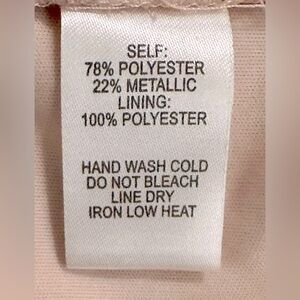 SELF:
78% POLYESTER
22% METALLIC
LINING:
100% POLYESTER
HAND WASH COLD
DO NOT BLEACH
LINE DRY
IRON LOW HEAT